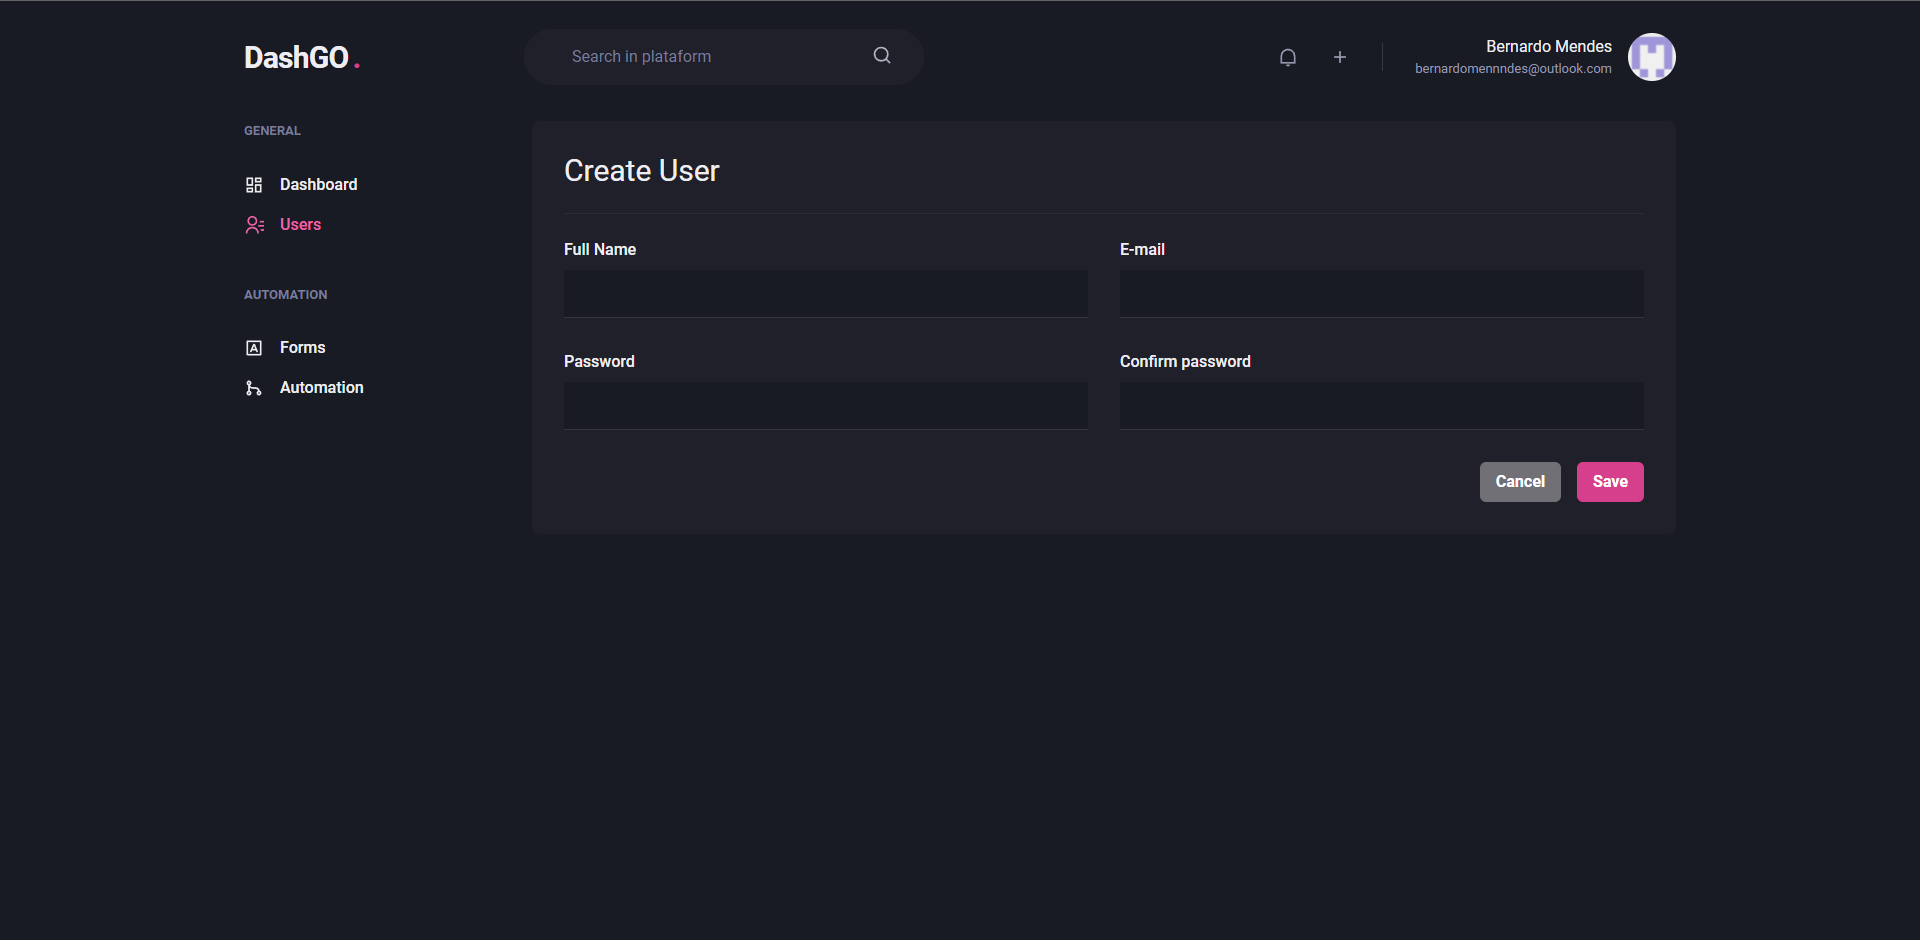 DashGO.
Search in plataform
Bernardo Mendes
bernardomennndes@outlook.com
GENERAL
Dashboard
Users
AUTOMATION
Forms
Automation
Create User
Full Name
E-mail
Password
Confirm password
Cancel
Save